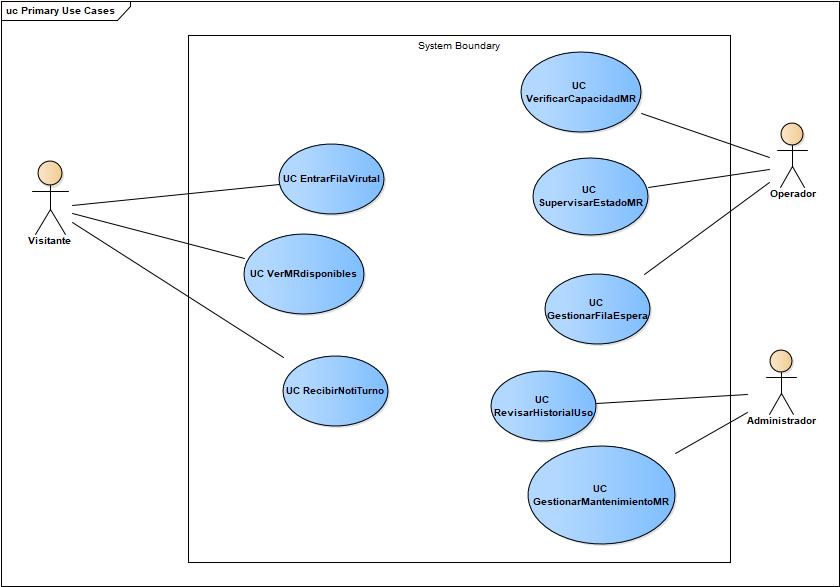 uc Primary Use Cases
System Boundary
UC
VerificarCapacidadMR
UC EntrarFilaVirutal
UC
SupervisarEstadoMR
Operador
Visitante
UC VerMRdisponibles
UC
GestionarFilaEspera
UC RecibirNotiTurno
UC
RevisarHistorialUso
Administrador
UC
GestionarMantenimientoMR